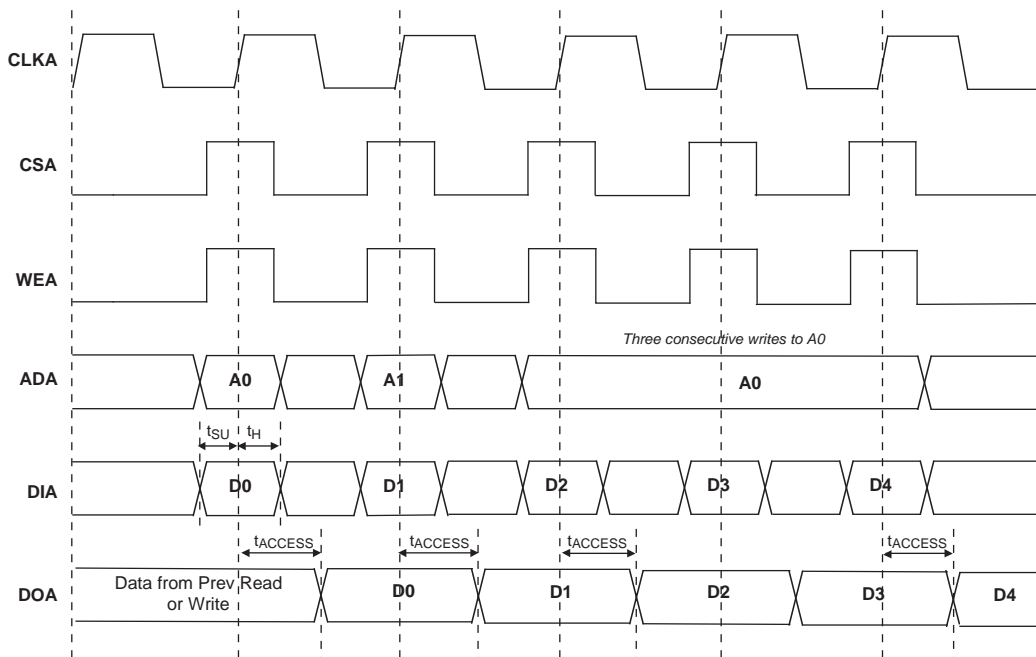 CLKA
CSA
WEA
Three consecutive writes to A0
ADA
A0
A1
A0
tSU
tH
DIA
D0
D1
D2
D3
D4
tACCESS
tACCESS
tACCESS
tACCESS
DOA
Data from Prev Read
or Write
D0
D1
D2
D3
D4